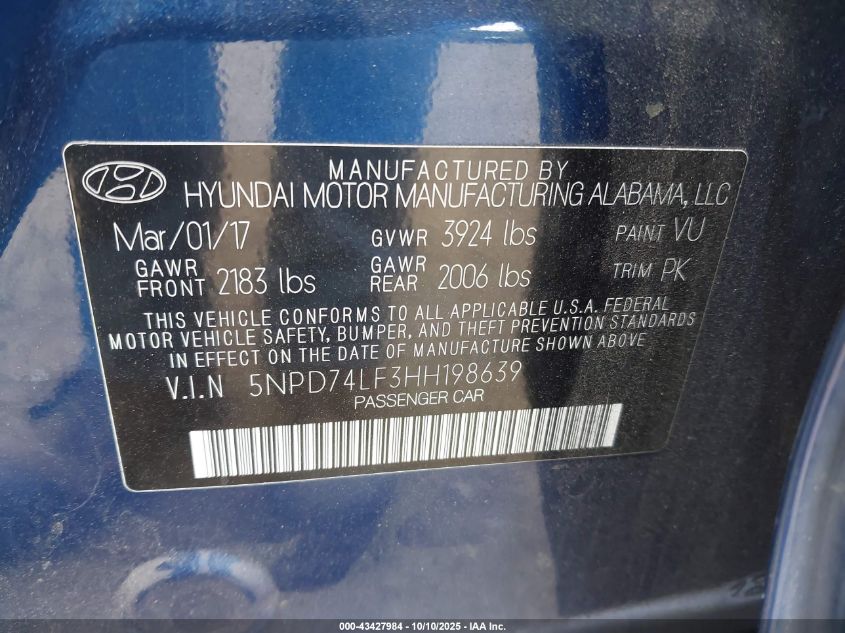 MANUFACTURED BY
HYUNDAI MOTOR MANUFACTURING ALABAMA, LLC
Mar/01/17 GVWR 3924 lbs PAINT VU
GAWR FRONT 2183 lbs GAWR REAR 2006 lbs TRIM PK
THIS VEHICLE CONFORMS TO ALL APPLICABLE U.S.A. FEDERAL
MOTOR VEHICLE SAFETY, BUMPER, AND THEFT PREVENTION STANDARDS
IN EFFECT ON THE DATE OF MANUFACTURE SHOWN ABOVE
V.I.N 5NPD74LF3HH198639
PASSENGER CAR
000-43427984 - 10/10/2025 - IAA Inc.